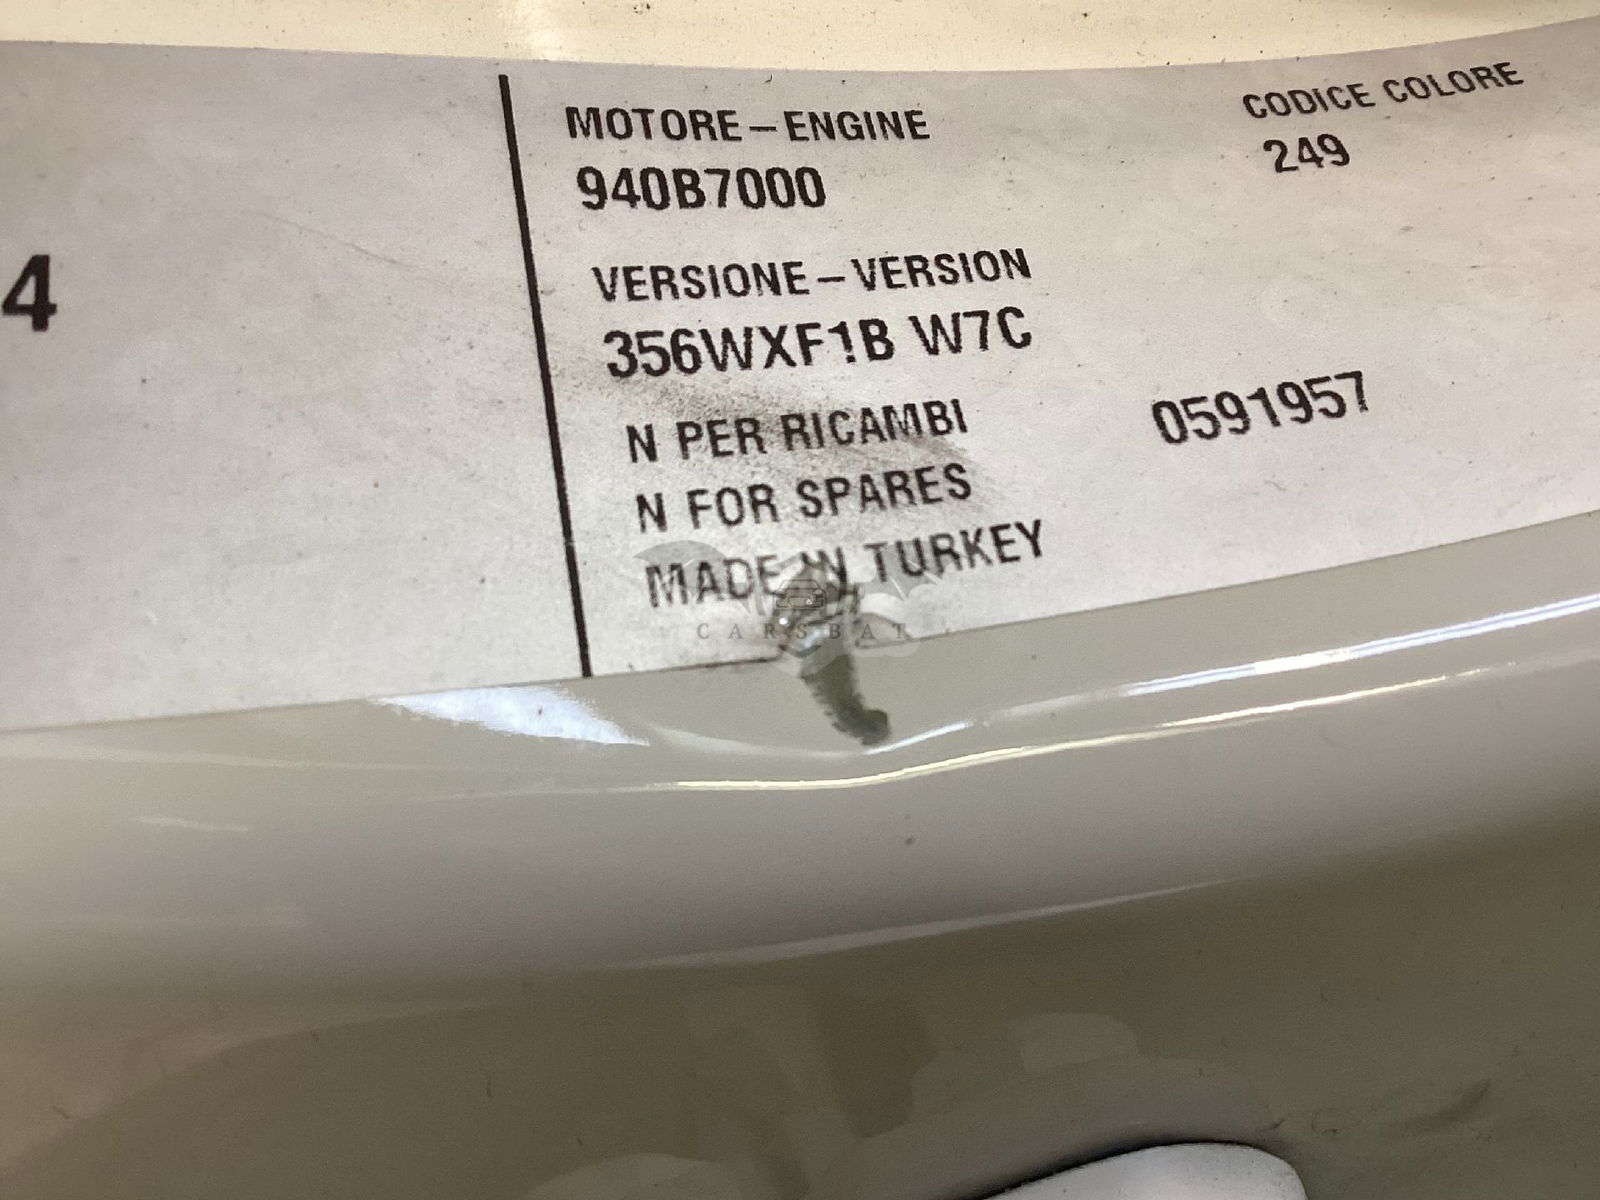 4
MOTORE – ENGINE
940B7000
CODICE COLORE
249
VERSIONE – VERSION
356WXF1B W7C
N PER RICAMBI
0591957
N FOR SPARES
MADE IN TURKEY
CARSBAT